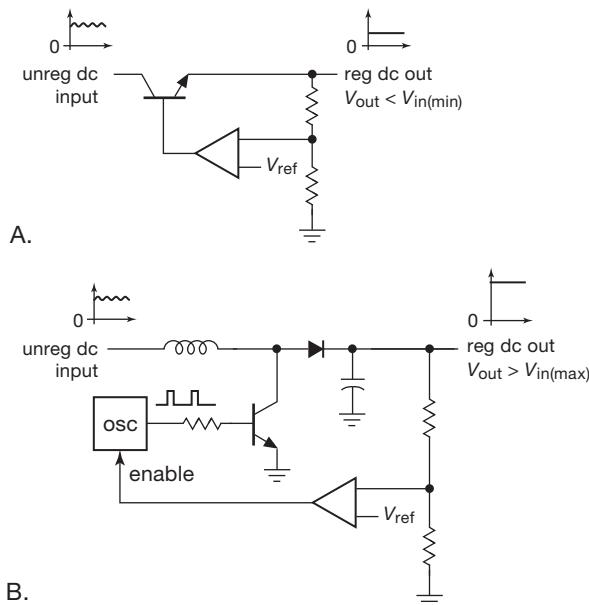 0
0
unreg dc
input
reg dc out
Vout < Vin(min)
Vref
A.
0
0
unreg dc
input
reg dc out
Vout > Vin(max)
osc
enable
Vref
B.